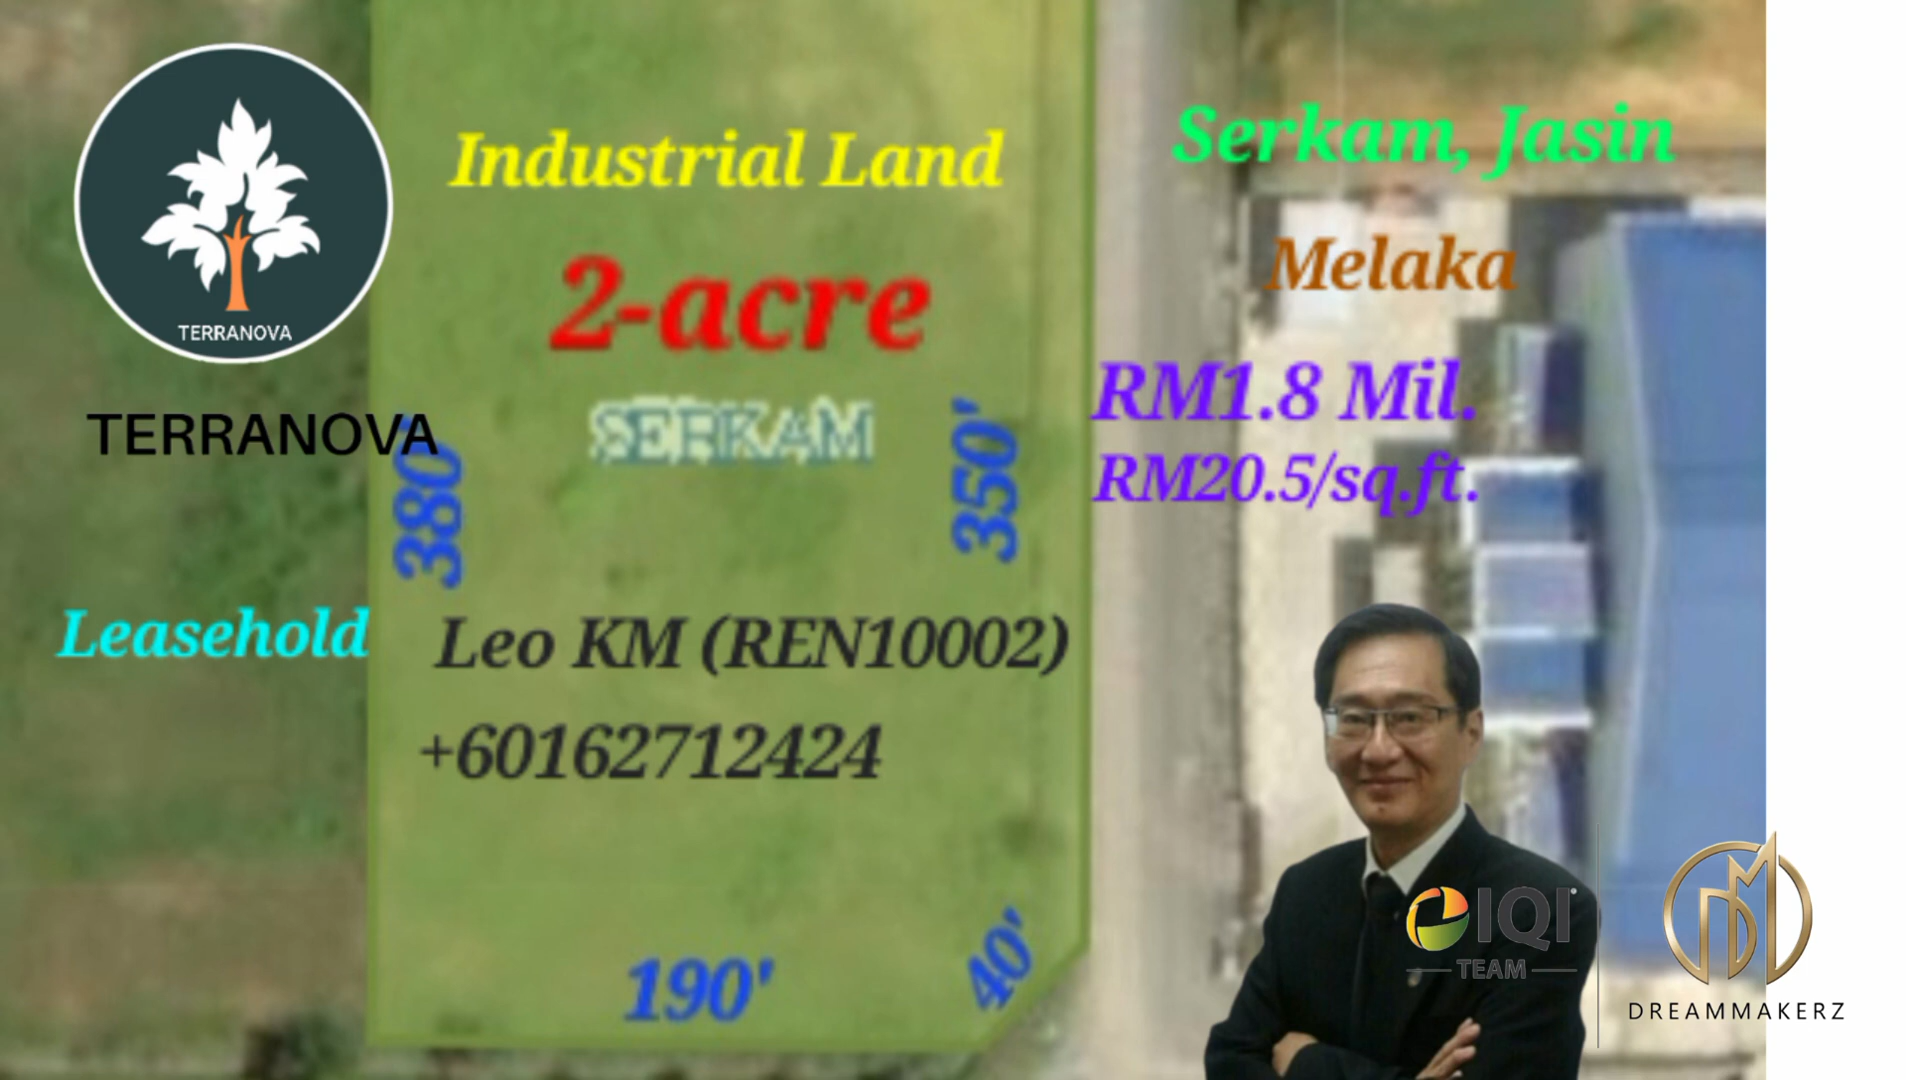 TERRANOVA
TERRANOVA
Industrial Land
2-acre
SERKAM
380'
350'
190'
40'
Leasehold
Leo KM (REN10002)
+60162712424
Serkam, Jasin
Melaka
RM1.8 Mil.
RM20.5/sq.ft.
IQI
TEAM
DREAMMAKERZ